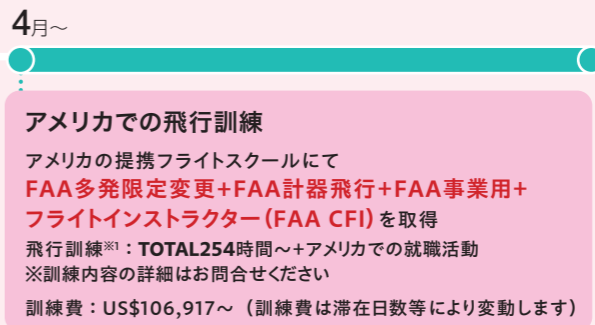 4月～
アメリカでの飛行訓練
アメリカの提携フライトスクールにて
FAA多発限定変更+FAA計器飛行+FAA事業用+
フライトインストラクター（FAA CFI）を取得
飛行訓練※1：TOTAL254時間～+アメリカでの就職活動
※訓練内容の詳細はお問合せください
訓練費：US$106,917～（訓練費は滞在日数等により変動します）